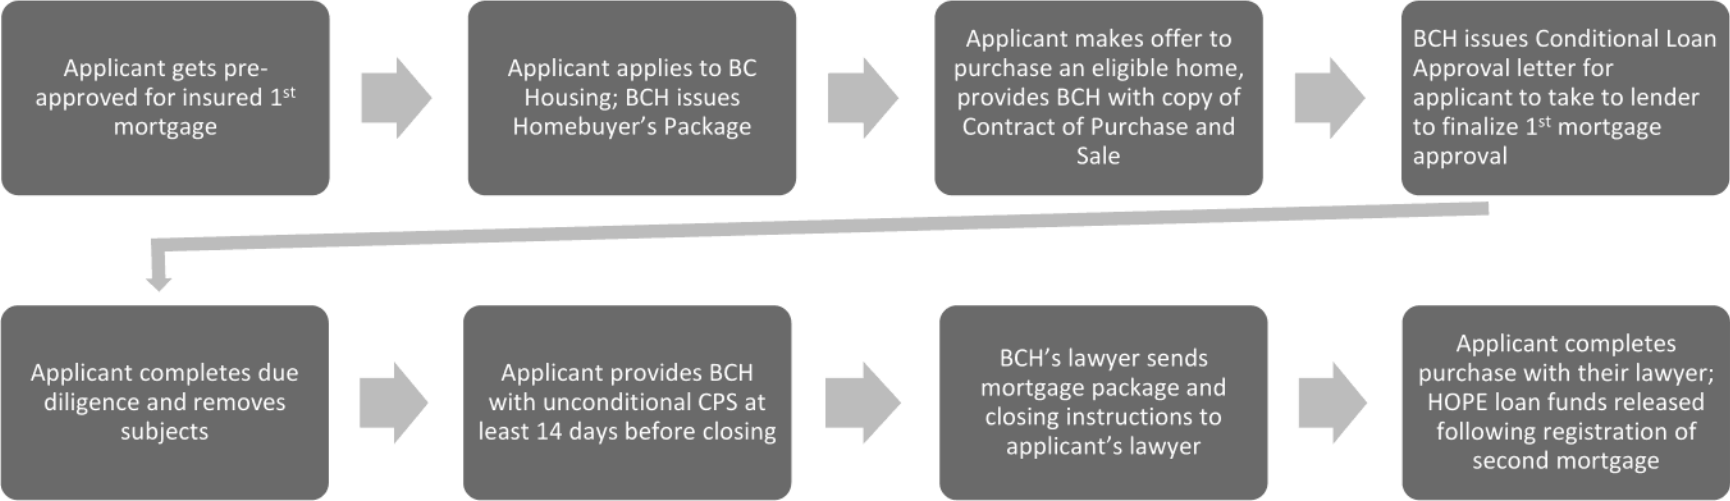 Applicant gets pre-
approved for insured 1st
mortgage
Applicant applies to BC
Housing; BCH issues
Homebuyer’s Package
Applicant makes offer to
purchase an eligible home,
provides BCH with copy of
Contract of Purchase and
Sale
BCH issues Conditional Loan
Approval letter for
applicant to take to lender
to finalize 1st mortgage
approval
Applicant completes due
diligence and removes
subjects
Applicant provides BCH
with unconditional CPS at
least 14 days before closing
BCH’s lawyer sends
mortgage package and
closing instructions to
applicant’s lawyer
Applicant completes
purchase with their lawyer;
HOPE loan funds released
following registration of
second mortgage